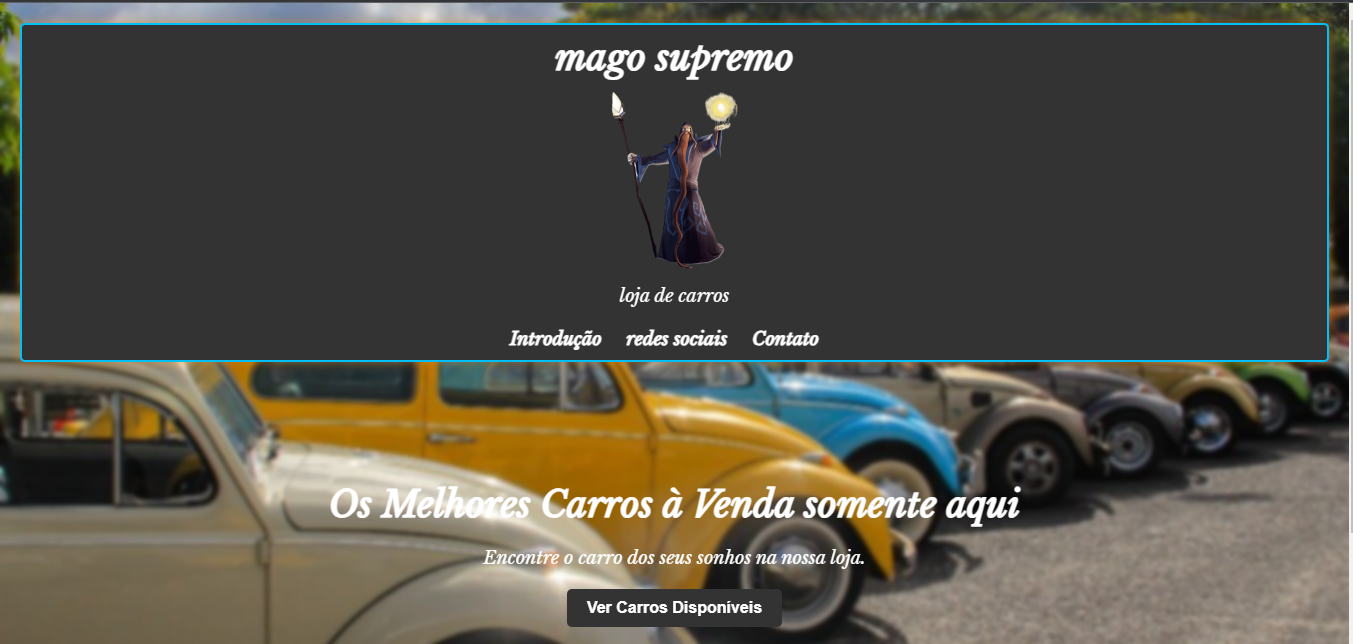 mago supremo
loja de carros
Introdução redes sociais Contato
Os Melhores Carros à Venda somente aqui
Encontre o carro dos seus sonhos na nossa loja.
Ver Carros Disponíveis